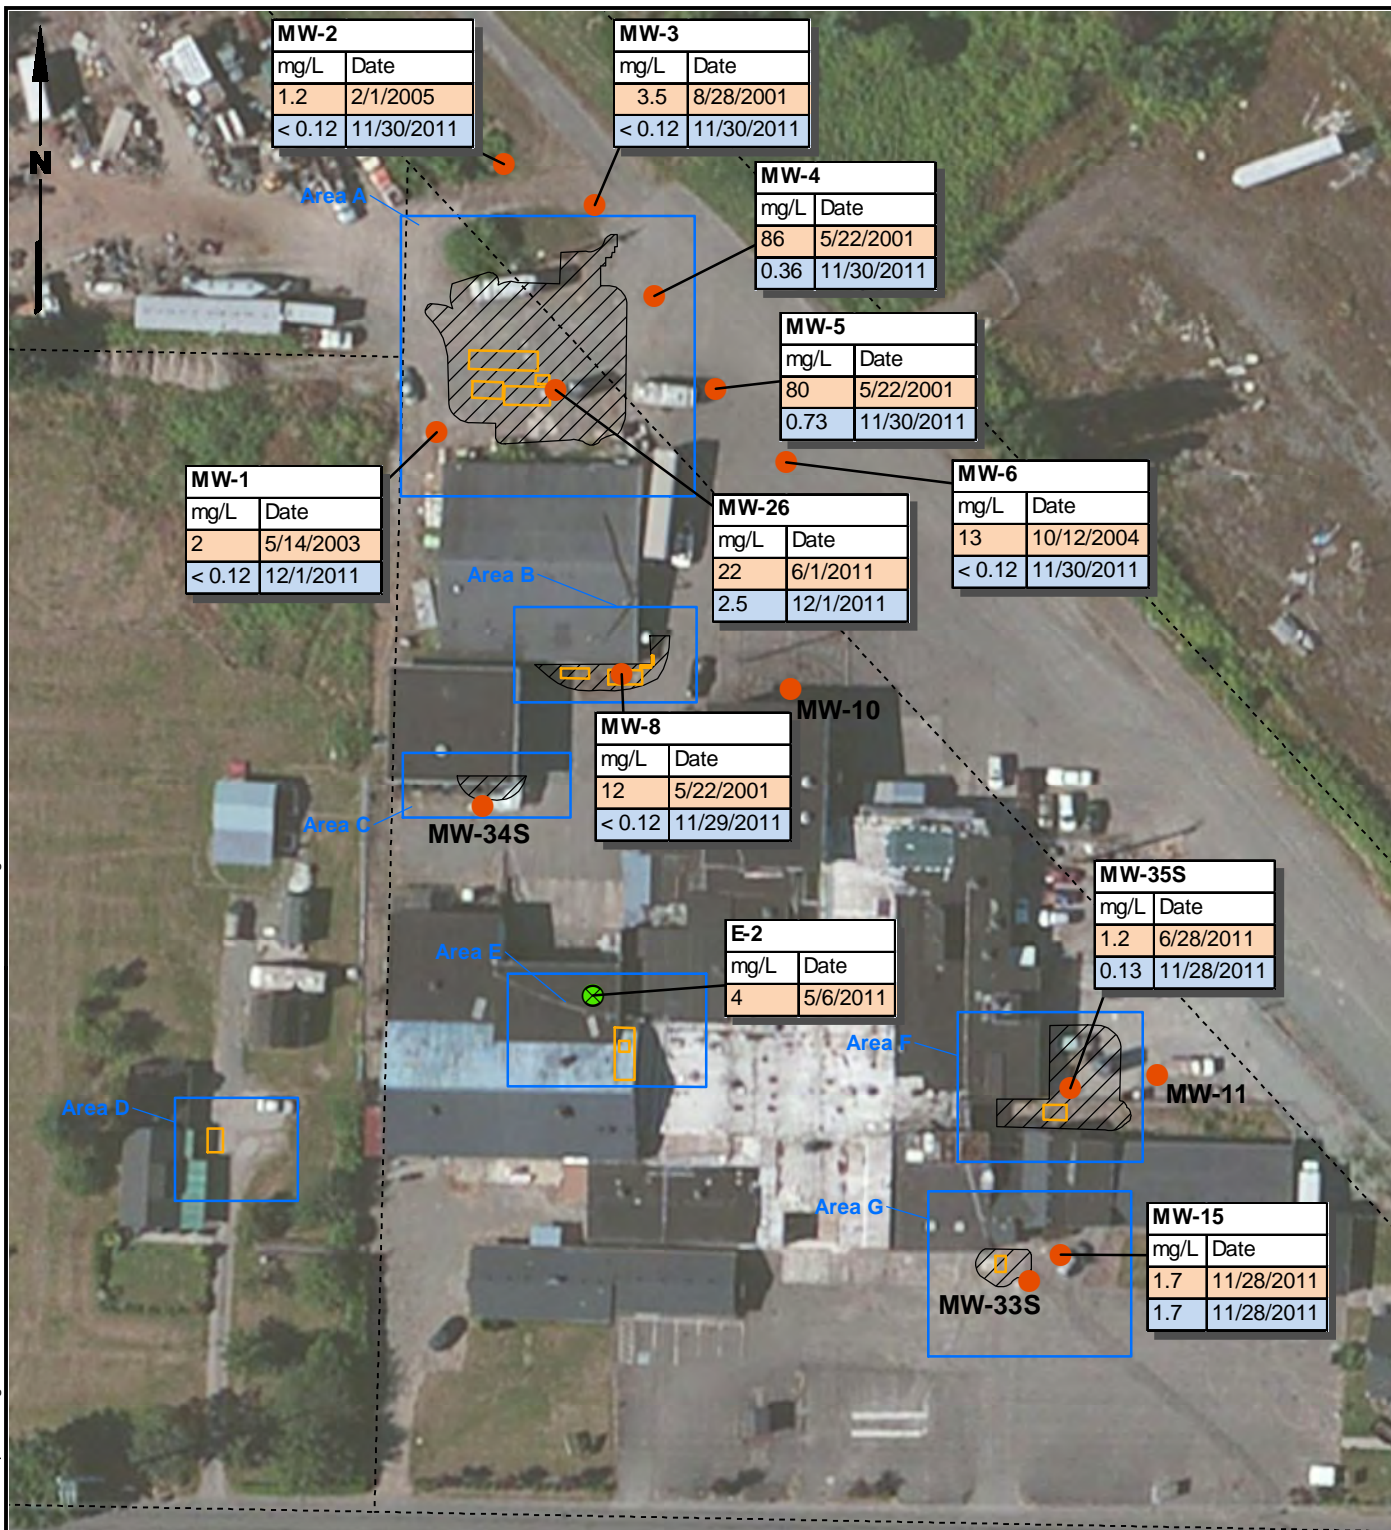 MW-2
mg/L Date
1.2 2/1/2005
< 0.12 11/30/2011
MW-3
mg/L Date
3.5 8/28/2001
< 0.12 11/30/2011
N
MW-4
mg/L Date
86 5/22/2001
0.36 11/30/2011
Area A
MW-5
mg/L Date
80 5/22/2001
0.73 11/30/2011
MW-1
mg/L Date
2 5/14/2003
< 0.12 12/1/2011
MW-26
mg/L Date
22 6/1/2011
2.5 12/1/2011
MW-6
mg/L Date
13 10/12/2004
< 0.12 11/30/2011
Area B
MW-10
MW-8
mg/L Date
12 5/22/2001
< 0.12 11/29/2011
Area C
MW-34S
MW-35S
mg/L Date
1.2 6/28/2011
0.13 11/28/2011
E-2
mg/L Date
4 5/6/2011
Area E
Area F
MW-11
Area D
Area G
MW-15
mg/L Date
1.7 11/28/2011
1.7 11/28/2011
MW-33S